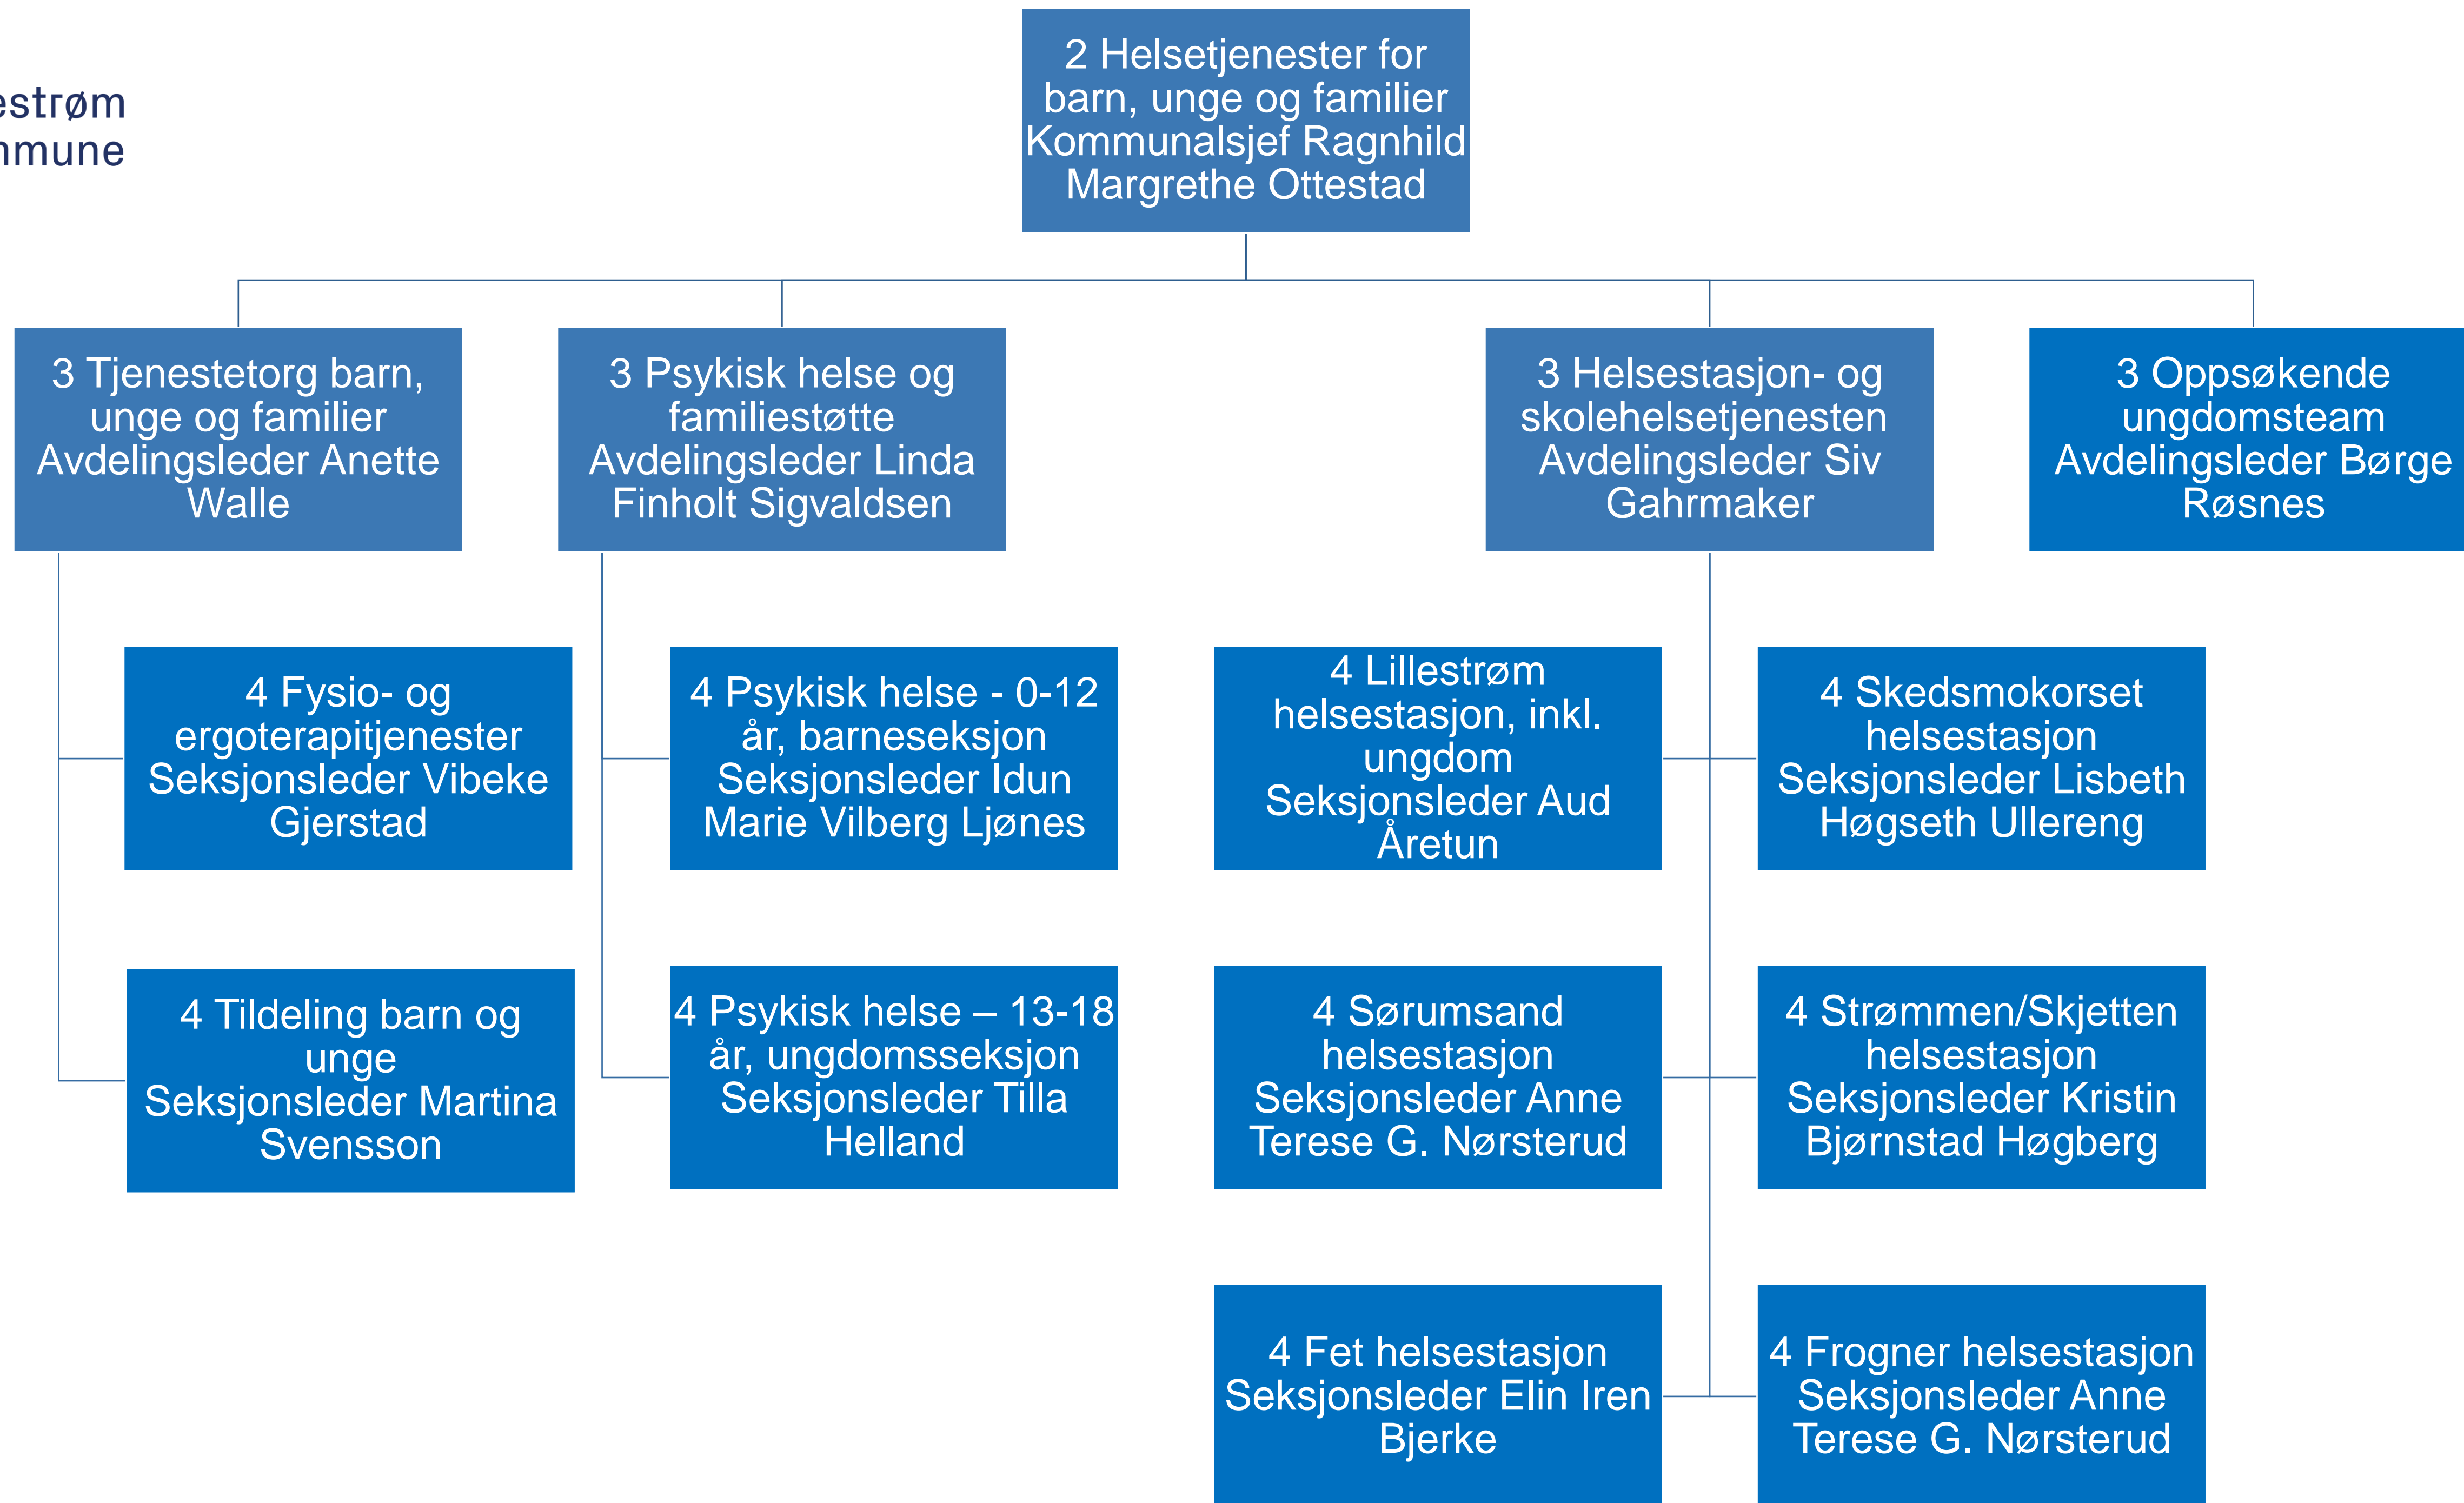 estrøm
mmune
2 Helsetjenester for
barn, unge og familier
Kommunalsjef Ragnhild
Margrethe Ottestad
3 Tjenestetorg barn,
unge og familier
Avdelingsleder Anette
Walle
3 Psykisk helse og
familiestøtte
Avdelingsleder Linda
Finholt Sigvaldsen
3 Helsestasjon- og
skolehelsetjenesten
Avdelingsleder Siv
Gahrmaker
3 Oppsøkende
ungdomsteam
Avdelingsleder Børge
Røsnes
4 Fysio- og
ergoterapitjenester
Seksjonsleder Vibeke
Gjerstad
4 Psykisk helse - 0-12
år, barneseksjon
Seksjonsleder Idun
Marie Vilberg Ljønes
4 Lillestrøm
helsestasjon, inkl.
ungdom
Seksjonsleder Aud
Åretun
4 Skedsmokorset
helsestasjon
Seksjonsleder Lisbeth
Høgseth Ullereng
4 Tildeling barn og
unge
Seksjonsleder Martina
Svensson
4 Psykisk helse – 13-18
år, ungdomsseksjon
Seksjonsleder Tilla
Helland
4 Sørumsand
helsestasjon
Seksjonsleder Anne
Terese G. Nørsterud
4 Strømmen/Skjetten
helsestasjon
Seksjonsleder Kristin
Bjørnstad Høgberg
4 Fet helsestasjon
Seksjonsleder Elin Iren
Bjerke
4 Frogner helsestasjon
Seksjonsleder Anne
Terese G. Nørsterud